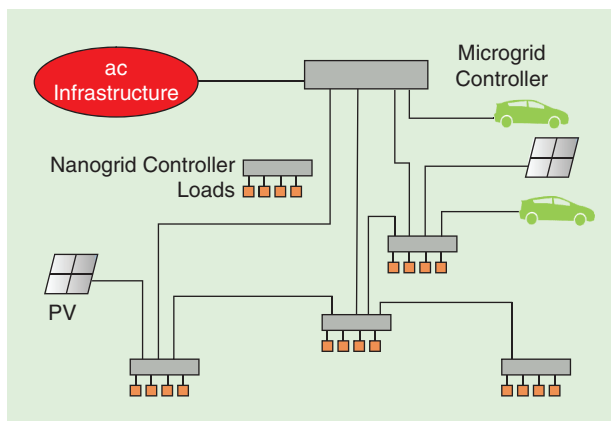 ac
Infrastructure
Microgrid
Controller
Nanogrid Controller
Loads
PV